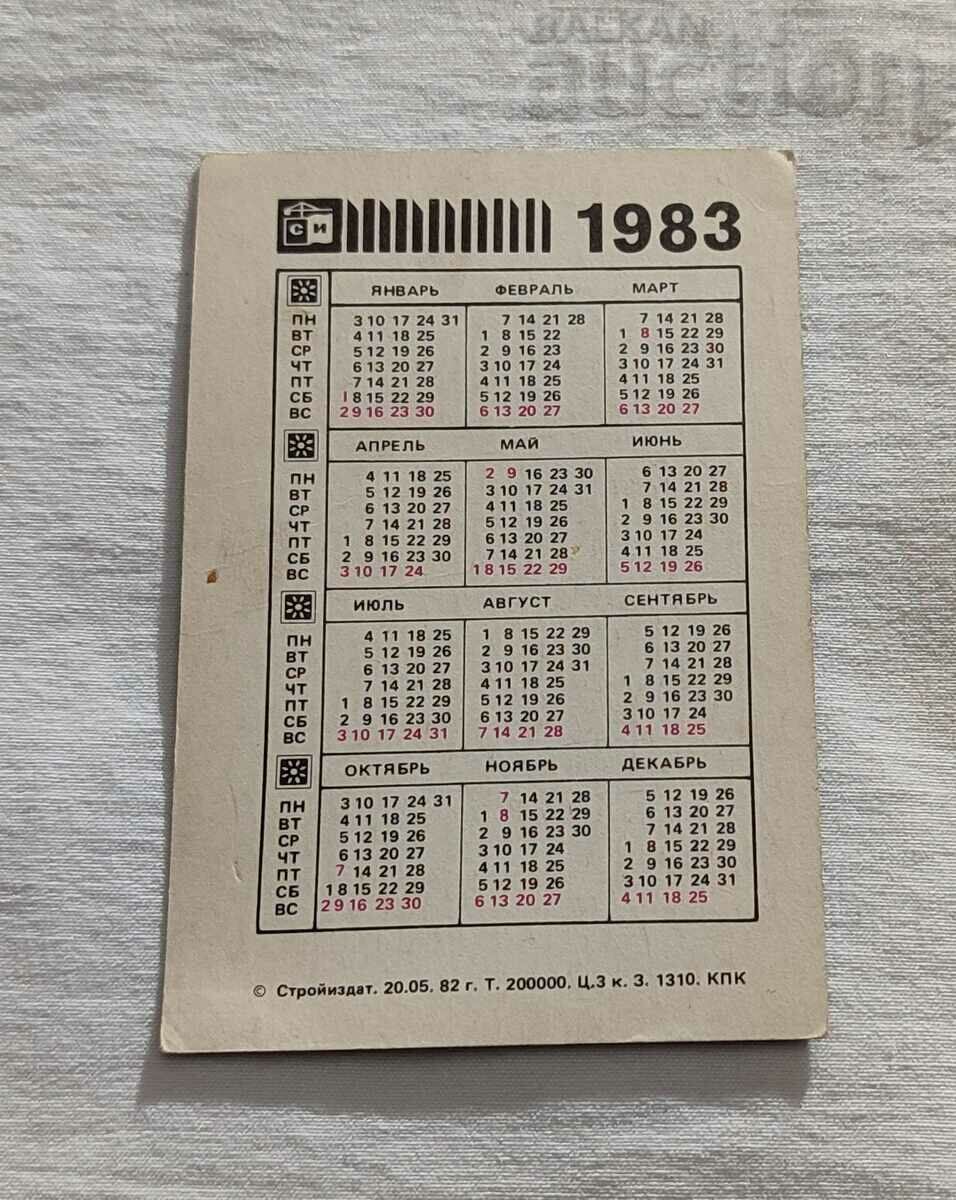 BALKAN
auction
СИ 1983
ЯНВАРЬ ФЕВРАЛЬ МАРТ
ПН 3 10 17 24 31 7 14 21 28 7 14 21 28
ВТ 4 11 18 25 1 8 15 22 1 8 15 22 29
СР 5 12 19 26 2 9 16 23 2 9 16 23 30
ЧТ 6 13 20 27 3 10 17 24 3 10 17 24 31
ПТ 7 14 21 28 4 11 18 25 4 11 18 25
СБ 1 8 15 22 29 5 12 19 26 5 12 19 26
ВС 2 9 16 23 30 6 13 20 27 6 13 20 27
АПРЕЛЬ МАЙ ИЮНЬ
ПН 4 11 18 25 2 9 16 23 30 6 13 20 27
ВТ 5 12 19 26 3 10 17 24 31 7 14 21 28
СР 6 13 20 27 4 11 18 25 1 8 15 22 29
ЧТ 7 14 21 28 5 12 19 26 2 9 16 23 30
ПТ 1 8 15 22 29 6 13 20 27 3 10 17 24
СБ 2 9 16 23 30 7 14 21 28 4 11 18 25
ВС 3 10 17 24 1 8 15 22 29 5 12 19 26
ИЮЛЬ АВГУСТ СЕНТЯБРЬ
ПН 4 11 18 25 1 8 15 22 29 5 12 19 26
ВТ 5 12 19 26 2 9 16 23 30 6 13 20 27
СР 6 13 20 27 3 10 17 24 31 7 14 21 28
ЧТ 7 14 21 28 4 11 18 25 1 8 15 22 29
ПТ 1 8 15 22 29 5 12 19 26 2 9 16 23 30
СБ 2 9 16 23 30 6 13 20 27 3 10 17 24
ВС 3 10 17 24 31 7 14 21 28 4 11 18 25
ОКТЯБРЬ НОЯБРЬ ДЕКАБРЬ
ПН 3 10 17 24 31 7 14 21 28 5 12 19 26
ВТ 4 11 18 25 1 8 15 22 29 6 13 20 27
СР 5 12 19 26 2 9 16 23 30 7 14 21 28
ЧТ 6 13 20 27 3 10 17 24 1 8 15 22 29
ПТ 7 14 21 28 4 11 18 25 2 9 16 23 30
СБ 1 8 15 22 29 5 12 19 26 3 10 17 24 31
ВС 2 9 16 23 30 6 13 20 27 4 11 18 25
© Стройиздат. 20.05. 82 г. Т. 200000. Ц.3 к. З. 1310. КПК